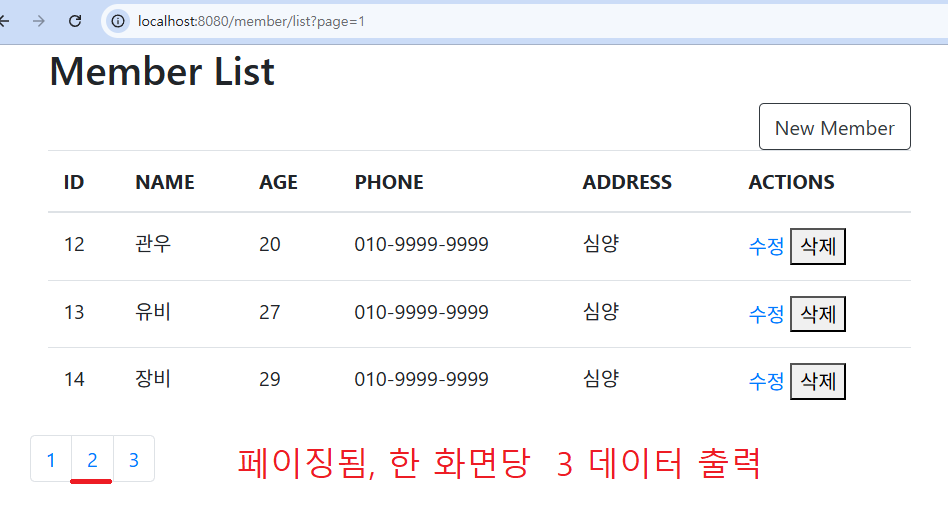 localhost:8080/member/list?page=1
Member List
New Member
ID NAME AGE PHONE ADDRESS ACTIONS
12 관우 20 010-9999-9999 심양 수정 삭제
13 유비 27 010-9999-9999 심양 수정 삭제
14 장비 29 010-9999-9999 심양 수정 삭제
1 2 3 페이징됨, 한 화면당 3 데이터 출력